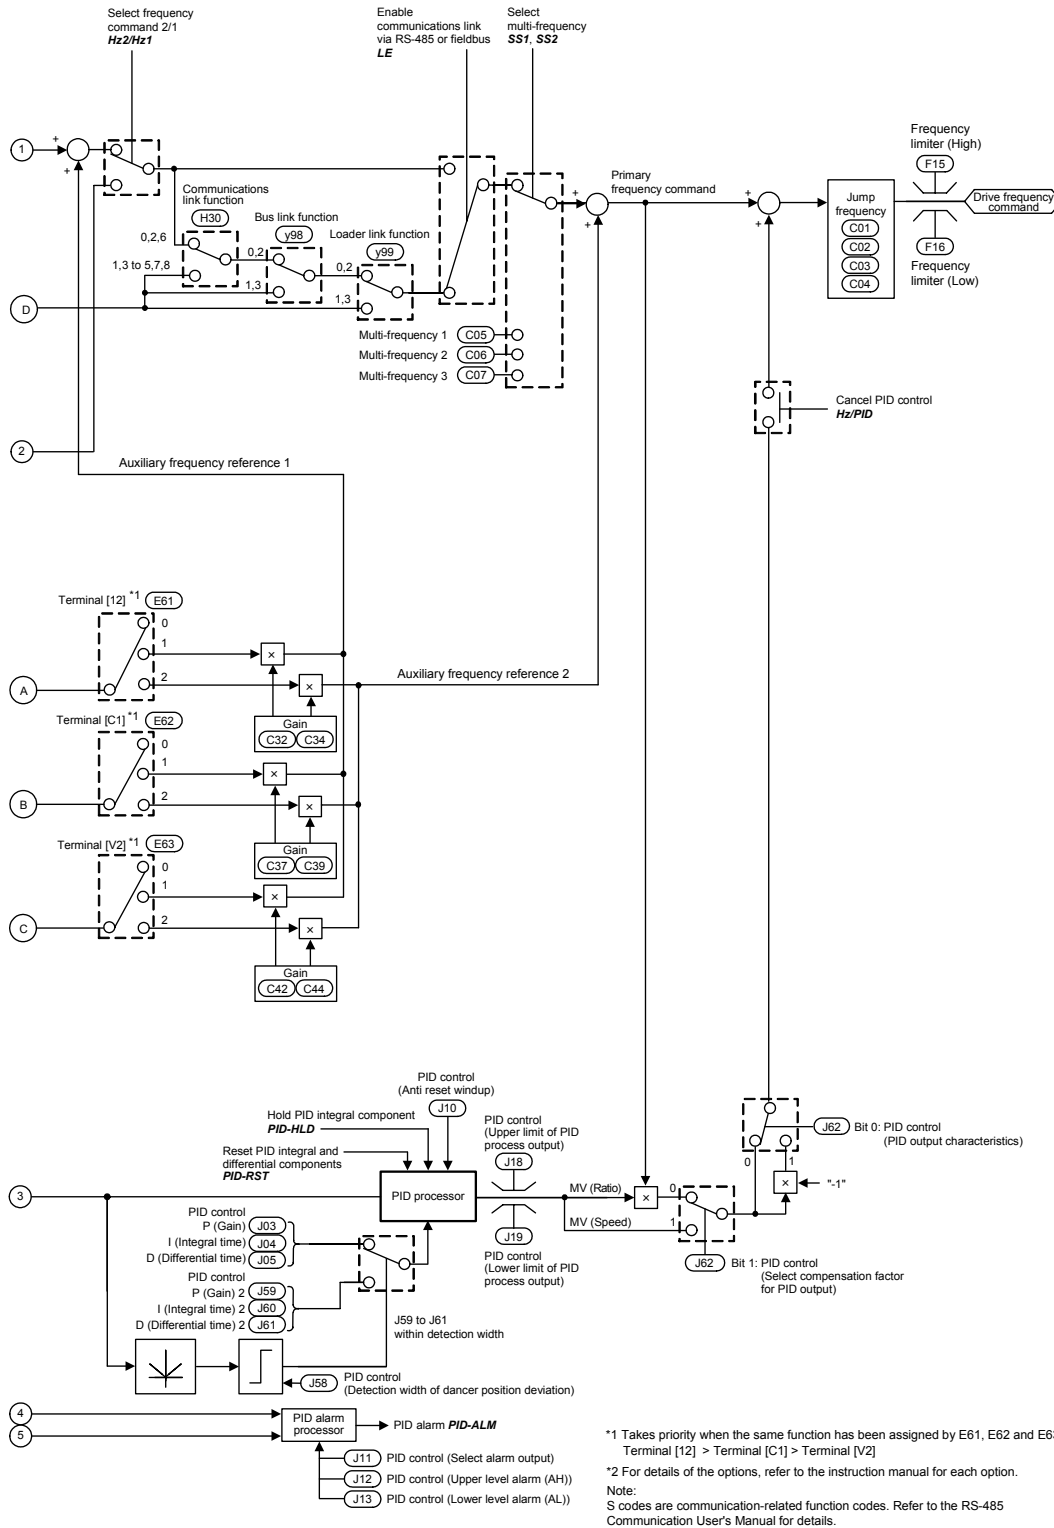 Select frequency
command 2/1
Hz2/Hz1
Enable
communications link
via RS-485 or fieldbus
LE
Select
multi-frequency
SS1, SS2
1
+
+
Communications
link function
H30
0,2,6
1,3 to 5,7,8
Bus link function
y98
0,2
1,3
Loader link function
y99
0,2
1,3
D
Multi-frequency 1 C05
Multi-frequency 2 C06
Multi-frequency 3 C07
+
+
Primary
frequency command
+
+
Jump
frequency
C01
C02
C03
C04
Frequency
limiter (High)
F15
F16
Frequency
limiter (Low)
Drive frequency
command
Cancel PID control
Hz/PID
2
Auxiliary frequency reference 1
Terminal [12] *1 E61
0
1
2
A
×
×
Gain
C32 C34
Auxiliary frequency reference 2
Terminal [C1] *1 E62
0
1
2
B
×
×
Gain
C37 C39
Terminal [V2] *1 E63
0
1
2
C
×
×
Gain
C42 C44
PID control
(Anti reset windup)
J10
Hold PID integral component
PID-HLD
Reset PID integral and
differential components
PID-RST
3
PID processor
PID control
(Upper limit of PID
process output)
J18
J19
PID control
(Lower limit of PID
process output)
MV (Ratio)
MV (Speed)
×
0
1
J62 Bit 1: PID control
(Select compensation factor
for PID output)
0
1
J62 Bit 0: PID control
(PID output characteristics)
×
"-1"
PID control
P (Gain) J03
I (Integral time) J04
D (Differential time) J05
PID control
P (Gain) 2 J59
I (Integral time) 2 J60
D (Differential time) 2 J61
J59 to J61
within detection width
J58 PID control
(Detection width of dancer position deviation)
4
5
PID alarm
processor
PID alarm PID-ALM
J11 PID control (Select alarm output)
J12 PID control (Upper level alarm (AH))
J13 PID control (Lower level alarm (AL))
*1 Takes priority when the same function has been assigned by E61, E62 and
Terminal [12] > Terminal [C1] > Terminal [V2]
*2 For details of the options, refer to the instruction manual for each option.
Note:
S codes are communication-related function codes. Refer to the RS-485
Communication User's Manual for details.